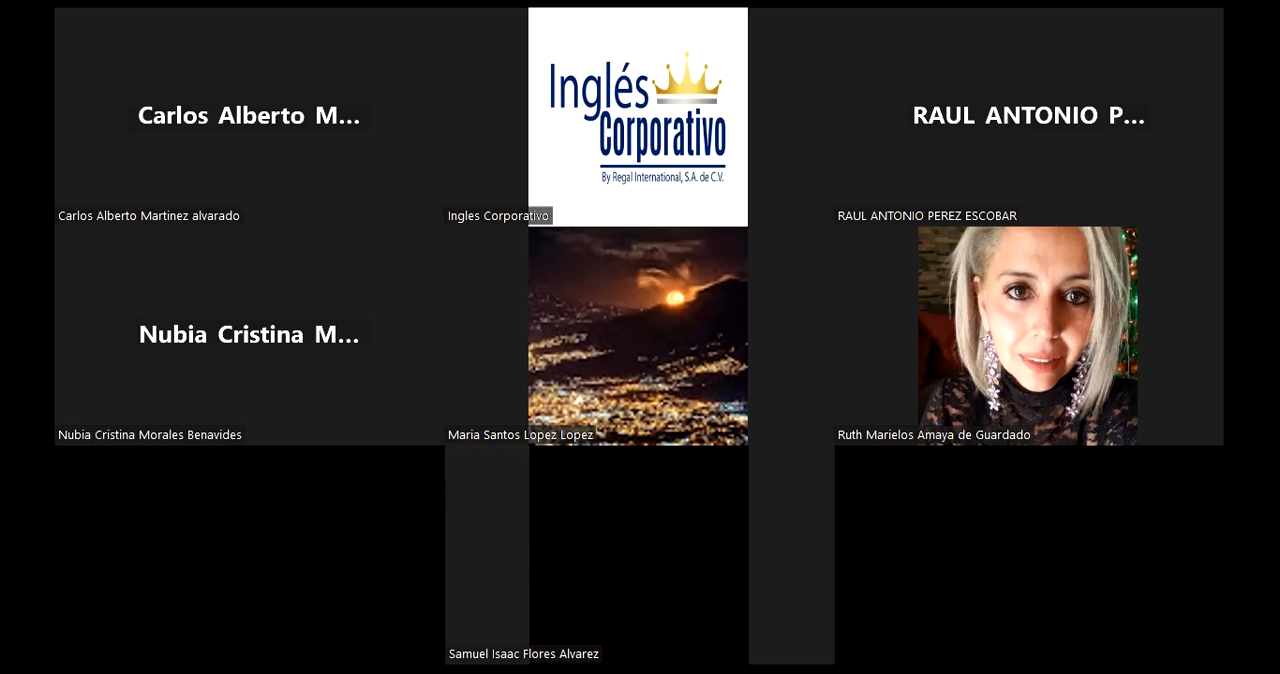 Carlos Alberto M...
Carlos Alberto Martinez alvarado
Inglés
Corporativo
By Regal International, S.A. de C.V.
Ingles Corporativo
RAUL ANTONIO P...
RAUL ANTONIO PEREZ ESCOBAR
Nubia Cristina M...
Nubia Cristina Morales Benavides
Maria Santos Lopez Lopez
Ruth Marielos Amaya de Guardado
Samuel Isaac Flores Alvarez